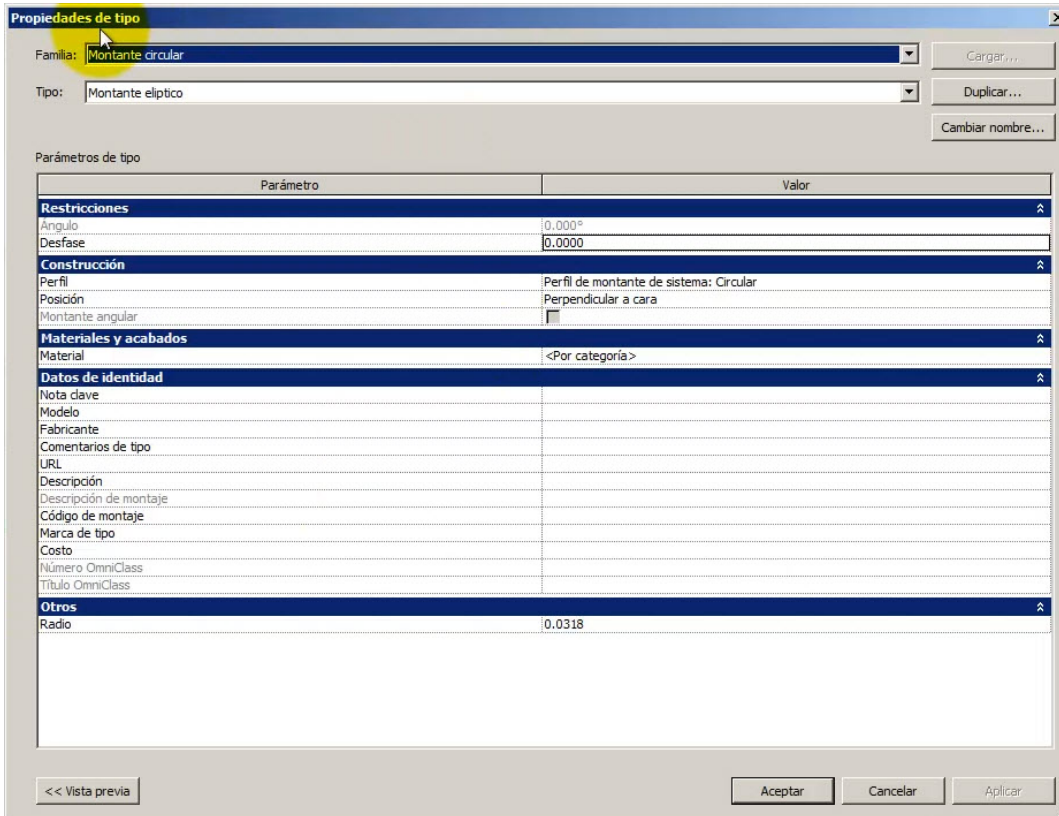 Propiedades de tipo
Familia: Montante circular Cargar...
Tipo: Montante eliptico Duplicar...
Cambiar nombre...
Parámetros de tipo
Parámetro Valor
Restricciones
Ángulo 0.000°
Desfase 0.0000
Construcción
Perfil Perfil de montante de sistema: Circular
Posición Perpendicular a cara
Montante angular
Materiales y acabados
Material <Por categoría>
Datos de identidad
Nota clave
Modelo
Fabricante
Comentarios de tipo
URL
Descripción
Descripción de montaje
Código de montaje
Marca de tipo
Costo
Número OmniClass
Título OmniClass
Otros
Radio 0.0318
<< Vista previa Aceptar Cancelar Aplicar